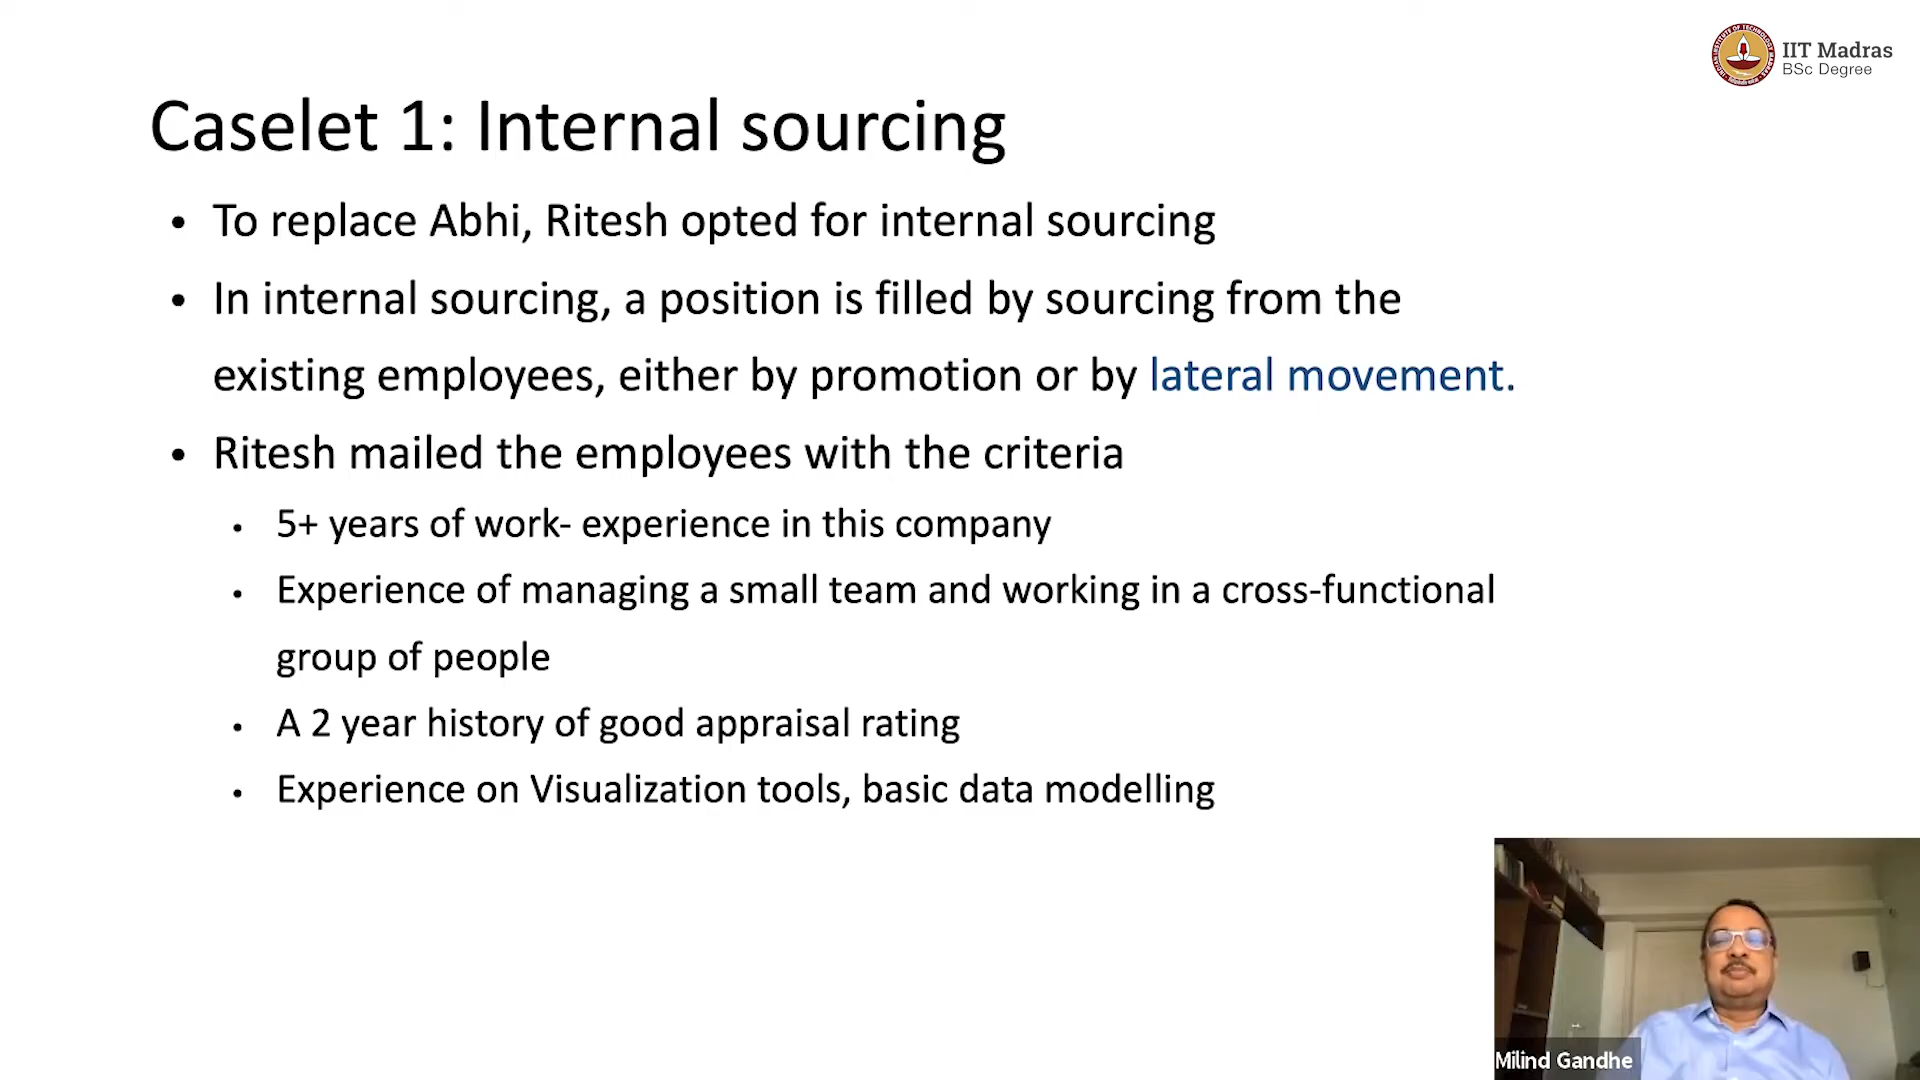 IIT Madras
BSc Degree
Caselet 1: Internal sourcing
• To replace Abhi, Ritesh opted for internal sourcing
• In internal sourcing, a position is filled by sourcing from the
existing employees, either by promotion or by lateral movement.
• Ritesh mailed the employees with the criteria
• 5+ years of work- experience in this company
• Experience of managing a small team and working in a cross-functional
group of people
• A 2 year history of good appraisal rating
• Experience on Visualization tools, basic data modelling
Milind Gandhe